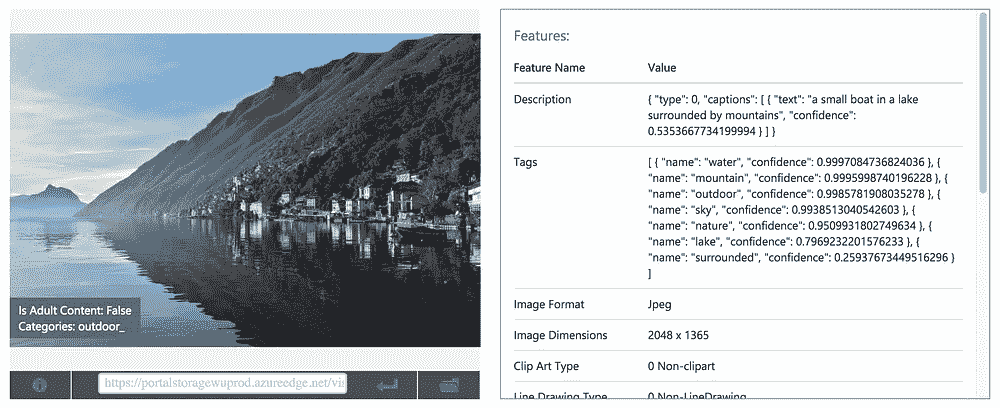 Is Adult Content: False
Categories: outdoor_
https://portalstoragewuprod.azureedge.net/vis
Features:
Feature Name Value
Description { "type": 0, "captions": [ { "text": "a small boat in a lake
surrounded by mountains", "confidence":
0.5353667734199994 } ] }
Tags [ { "name": "water", "confidence": 0.9997084736824036 }, {
"name": "mountain", "confidence": 0.9995998740196228 }, {
"name": "outdoor", "confidence": 0.9985781908035278 }, {
"name": "sky", "confidence": 0.9938513040542603 }, {
"name": "nature", "confidence": 0.9509931802749634 }, {
"name": "lake", "confidence": 0.7969232201576233 }, {
"name": "surrounded", "confidence": 0.25937673449516296 }
]
Image Format Jpeg
Image Dimensions 2048 x 1365
Clip Art Type 0 Non-clipart
Line Drawing Type 0 Non-LineDrawing